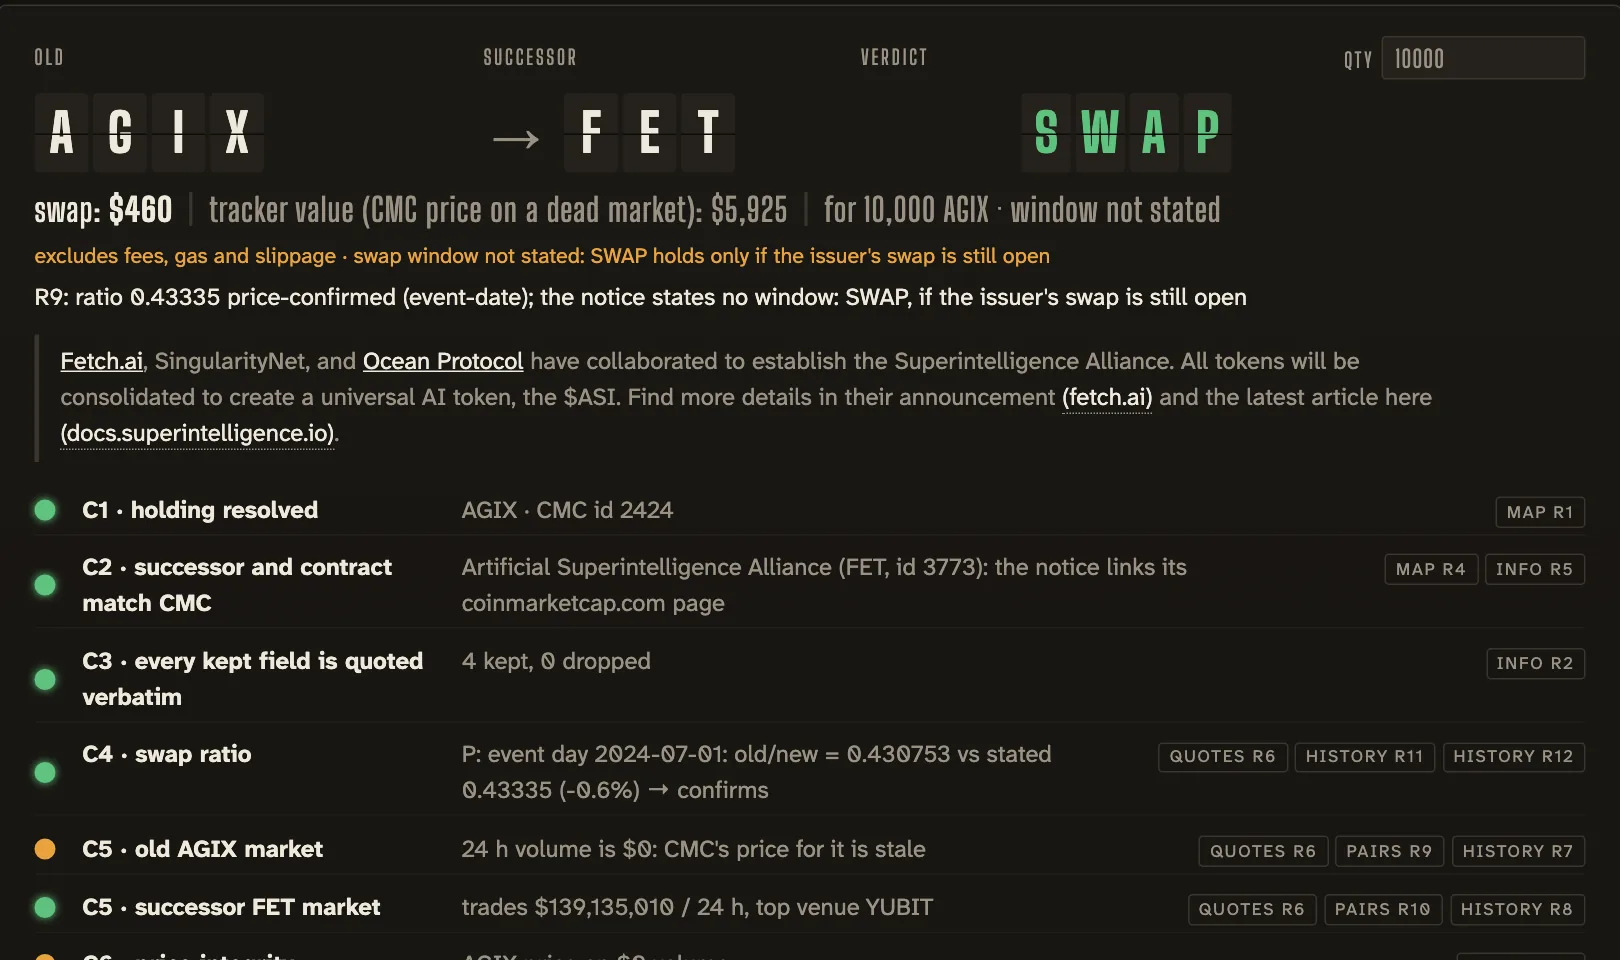 OLD SUCCESSOR VERDICT QTY 10000
AGIX → FET SWAP
swap: $460 | tracker value (CMC price on a dead market): $5,925 | for 10,000 AGIX · window not stated
excludes fees, gas and slippage · swap window not stated: SWAP holds only if the issuer's swap is still open
R9: ratio 0.43335 price-confirmed (event-date); the notice states no window: SWAP, if the issuer's swap is still open
Fetch.ai, SingularityNet, and Ocean Protocol have collaborated to establish the Superintelligence Alliance. All tokens will be
consolidated to create a universal AI token, the $ASI. Find more details in their announcement (fetch.ai) and the latest article here
(docs.superintelligence.io).
C1 · holding resolved AGIX · CMC id 2424 MAP R1
C2 · successor and contract Artificial Superintelligence Alliance (FET, id 3773): the notice links its MAP R4 INFO R5
match CMC coinmarketcap.com page
C3 · every kept field is quoted 4 kept, 0 dropped INFO R2
verbatim
C4 · swap ratio P: event day 2024-07-01: old/new = 0.430753 vs stated QUOTES R6 HISTORY R11 HISTORY R12
0.43335 (-0.6%) → confirms
C5 · old AGIX market 24 h volume is $0: CMC's price for it is stale QUOTES R6 PAIRS R9 HISTORY R7
C5 · successor FET market trades $139,135,010 / 24 h, top venue YUBIT QUOTES R6 PAIRS R10 HISTORY R8